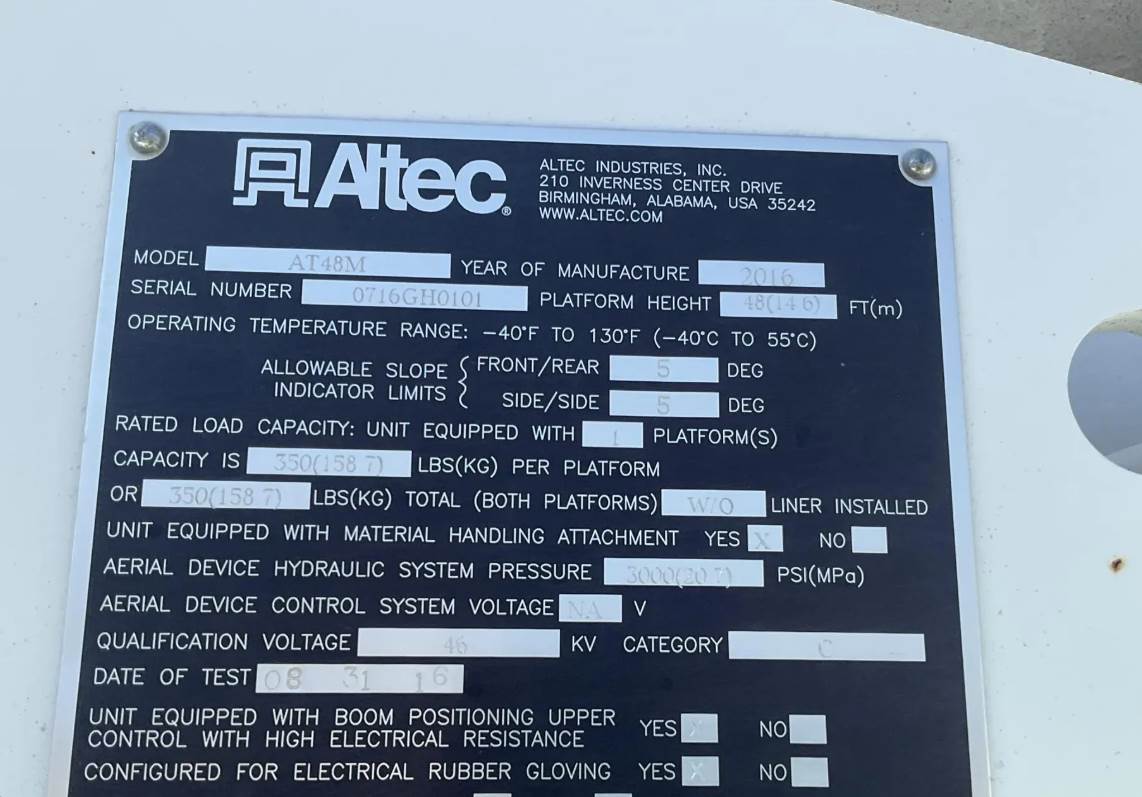 Altec®
ALTEC INDUSTRIES, INC.
210 INVERNESS CENTER DRIVE
BIRMINGHAM, ALABAMA, USA 35242
WWW.ALTEC.COM
MODEL AT48M YEAR OF MANUFACTURE 2016
SERIAL NUMBER 0716GH0101 PLATFORM HEIGHT 48(14 6) FT(m)
OPERATING TEMPERATURE RANGE: -40°F TO 130°F (-40°C TO 55°C)
ALLOWABLE SLOPE INDICATOR LIMITS
FRONT/REAR 5 DEG
SIDE/SIDE 5 DEG
RATED LOAD CAPACITY: UNIT EQUIPPED WITH 1 PLATFORM(S)
CAPACITY IS 350(158 7) LBS(KG) PER PLATFORM
OR 350(158 7) LBS(KG) TOTAL (BOTH PLATFORMS) W/O LINER INSTALLED
UNIT EQUIPPED WITH MATERIAL HANDLING ATTACHMENT YES X NO
AERIAL DEVICE HYDRAULIC SYSTEM PRESSURE 3000(20 7) PSI(MPa)
AERIAL DEVICE CONTROL SYSTEM VOLTAGE NA V
QUALIFICATION VOLTAGE 46 KV CATEGORY C
DATE OF TEST 08 31 16
UNIT EQUIPPED WITH BOOM POSITIONING UPPER
CONTROL WITH HIGH ELECTRICAL RESISTANCE YES X NO
CONFIGURED FOR ELECTRICAL RUBBER GLOVING YES X NO